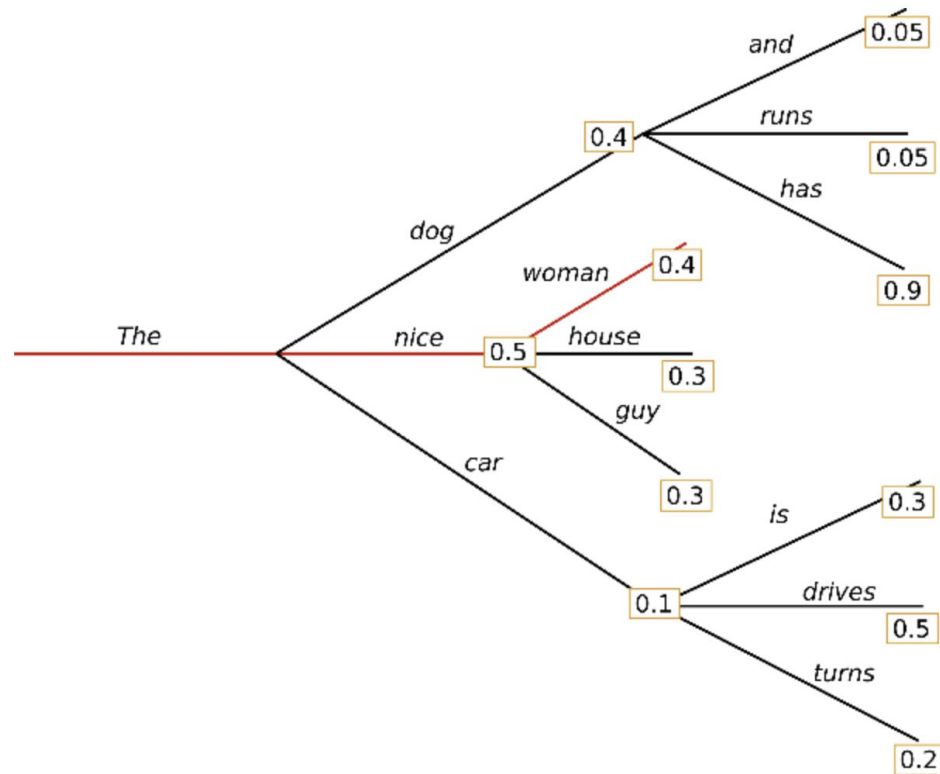 0.05
and
runs
0.4
0.05
has
dog
0.4
woman
0.9
The
nice
house
0.5
0.3
guy
car
0.3
0.3
is
drives
0.1
0.5
turns
0.2